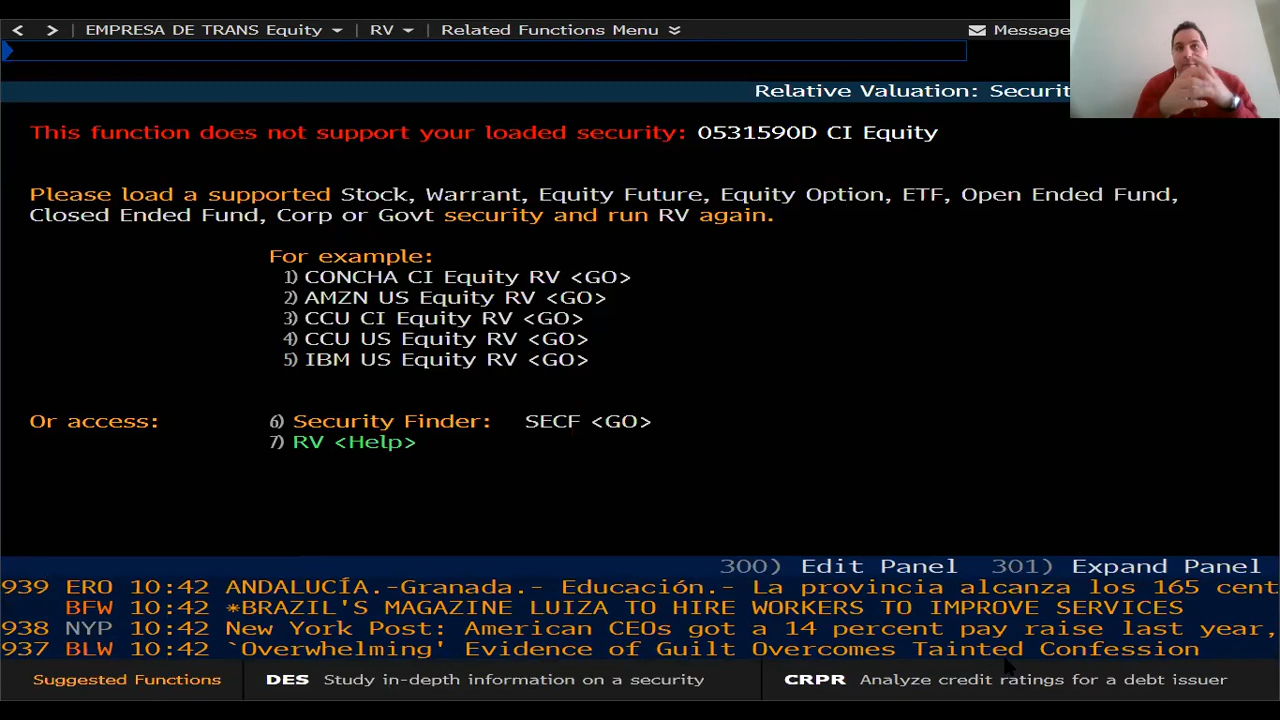 < > EMPRESA DE TRANS Equity RV Related Functions Menu Message
Relative Valuation: Securit
This function does not support your loaded security: 0531590D CI Equity
Please load a supported Stock, Warrant, Equity Future, Equity Option, ETF, Open Ended Fund,
Closed Ended Fund, Corp or Govt security and run RV again.
For example:
1) CONCHA CI Equity RV <GO>
2) AMZN US Equity RV <GO>
3) CCU CI Equity RV <GO>
4) CCU US Equity RV <GO>
5) IBM US Equity RV <GO>
Or access: 6) Security Finder: SECF <GO>
7) RV <Help>
300) Edit Panel 301) Expand Panel
939 ERO 10:42 ANDALUCÍA.-Granada.- Educación.- La provincia alcanza los 165 cent
BFW 10:42 *BRAZIL'S MAGAZINE LUIZA TO HIRE WORKERS TO IMPROVE SERVICES
938 NYP 10:42 New York Post: American CEOs got a 14 percent pay raise last year,
937 BLW 10:42 `Overwhelming' Evidence of Guilt Overcomes Tainted Confession
Suggested Functions DES Study in-depth information on a security CRPR Analyze credit ratings for a debt issuer